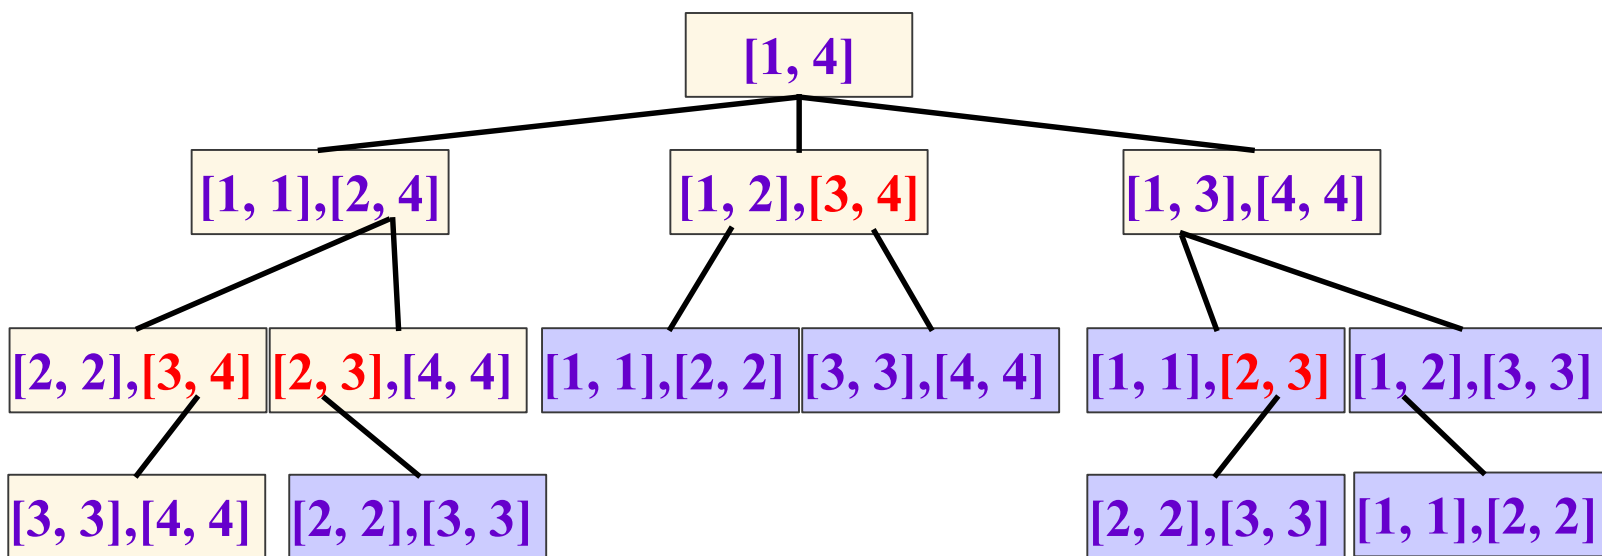 [1, 4]
[1, 1],[2, 4]
[1, 2],[3, 4]
[1, 3],[4, 4]
[2, 2],[3, 4]
[2, 3],[4, 4]
[1, 1],[2, 2]
[3, 3],[4, 4]
[1, 1],[2, 3]
[1, 2],[3, 3]
[3, 3],[4, 4]
[2, 2],[3, 3]
[2, 2],[3, 3]
[1, 1],[2, 2]